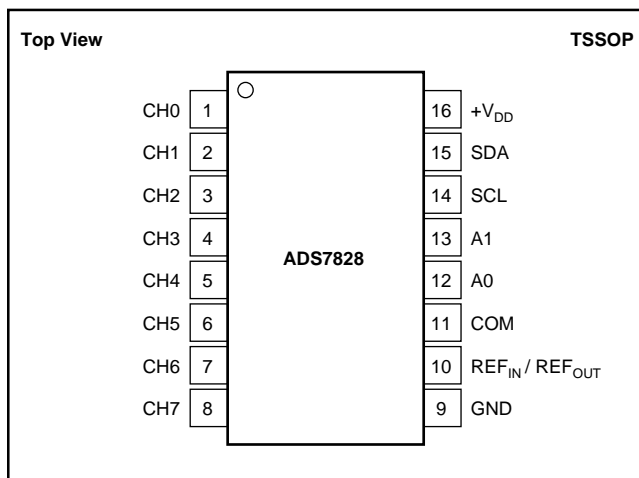 Top View TSSOP
CH0 1 16 +VDD
CH1 2 15 SDA
CH2 3 14 SCL
CH3 4 13 A1
ADS7828
CH4 5 12 A0
CH5 6 11 COM
CH6 7 10 REFIN / REFOUT
CH7 8 9 GND